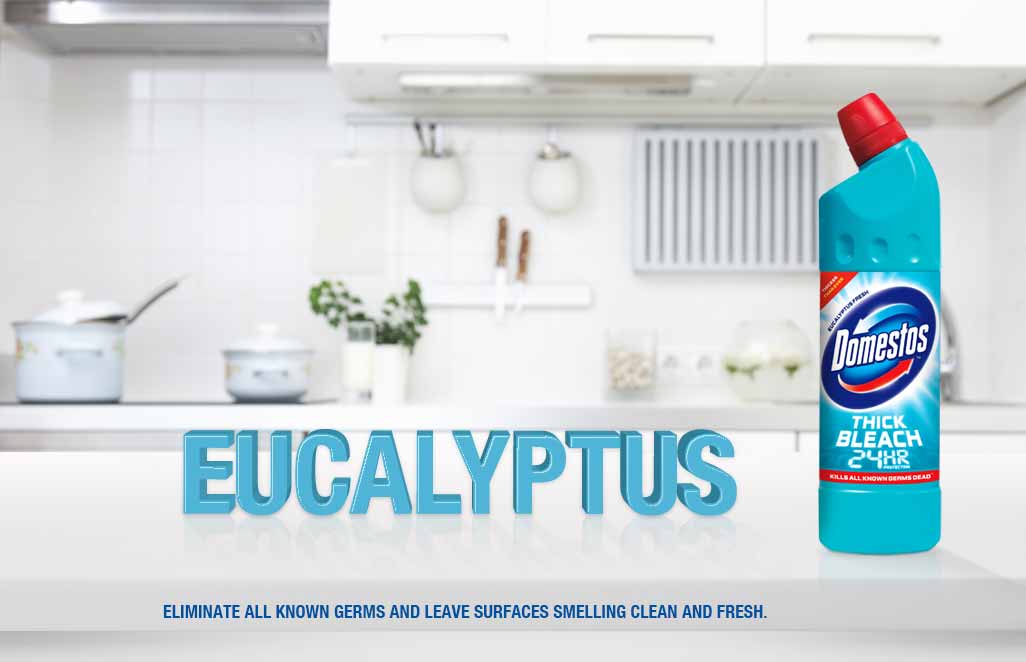 EUCALYPTUS
ELIMINATE ALL KNOWN GERMS AND LEAVE SURFACES SMELLING CLEAN AND FRESH.
EUCALYPTUS FRESH
Domestos
THICK
BLEACH
24HR
PROTECTION
KILLS ALL KNOWN GERMS DEAD